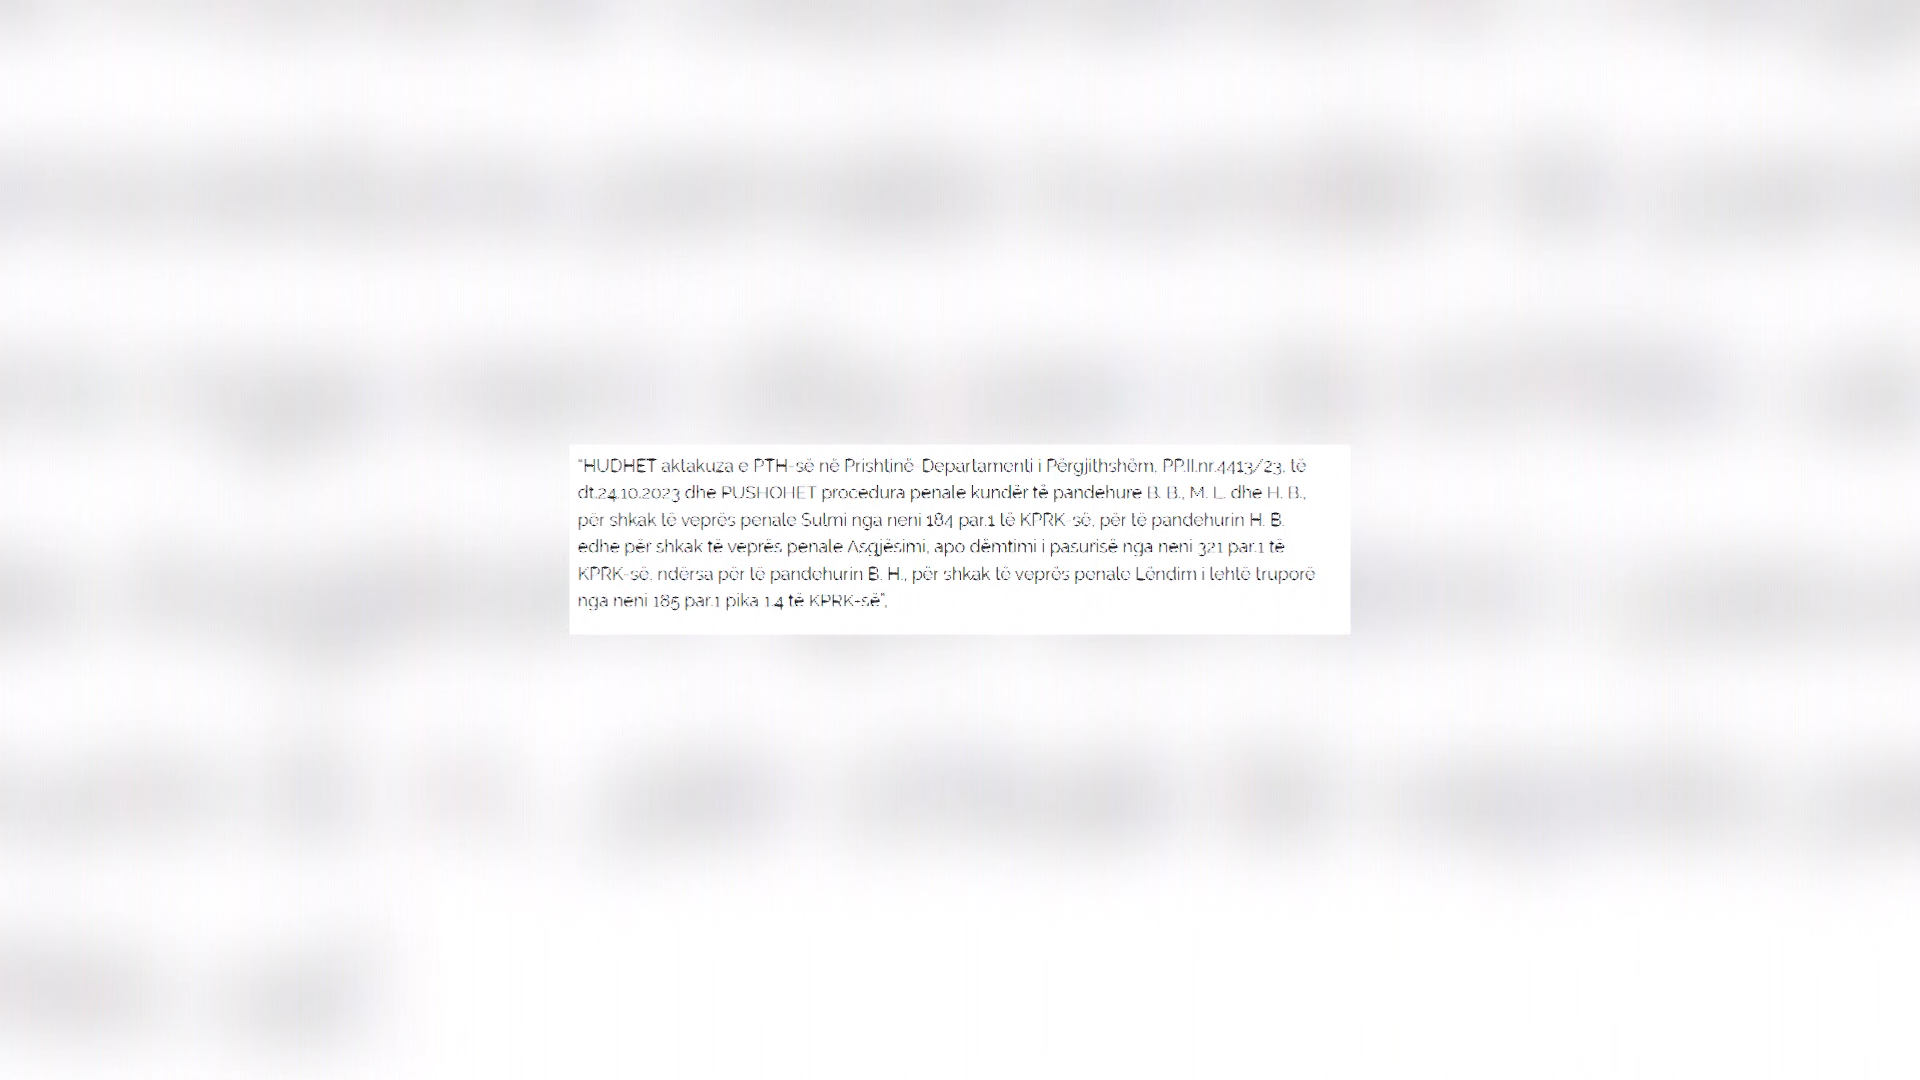 “HUDHET aktakuza e PTH-së në Prishtinë-Departamenti i Përgjithshëm, PP.II.nr.4413/23, të
dt.24.10.2023 dhe PUSHOHET procedura penale kundër të pandehure B. B., M. L. dhe H. B.,
për shkak të veprës penale Sulmi nga neni 184 par.1 të KPRK-së, për të pandehurin H. B.
edhe për shkak të veprës penale Asgjësimi, apo dëmtimi i pasurisë nga neni 321 par.1 të
KPRK-së, ndërsa për të pandehurin B. H., për shkak të veprës penale Lëndim i lehtë truporë
nga neni 185 par.1 pika 1.4 të KPRK-së”,